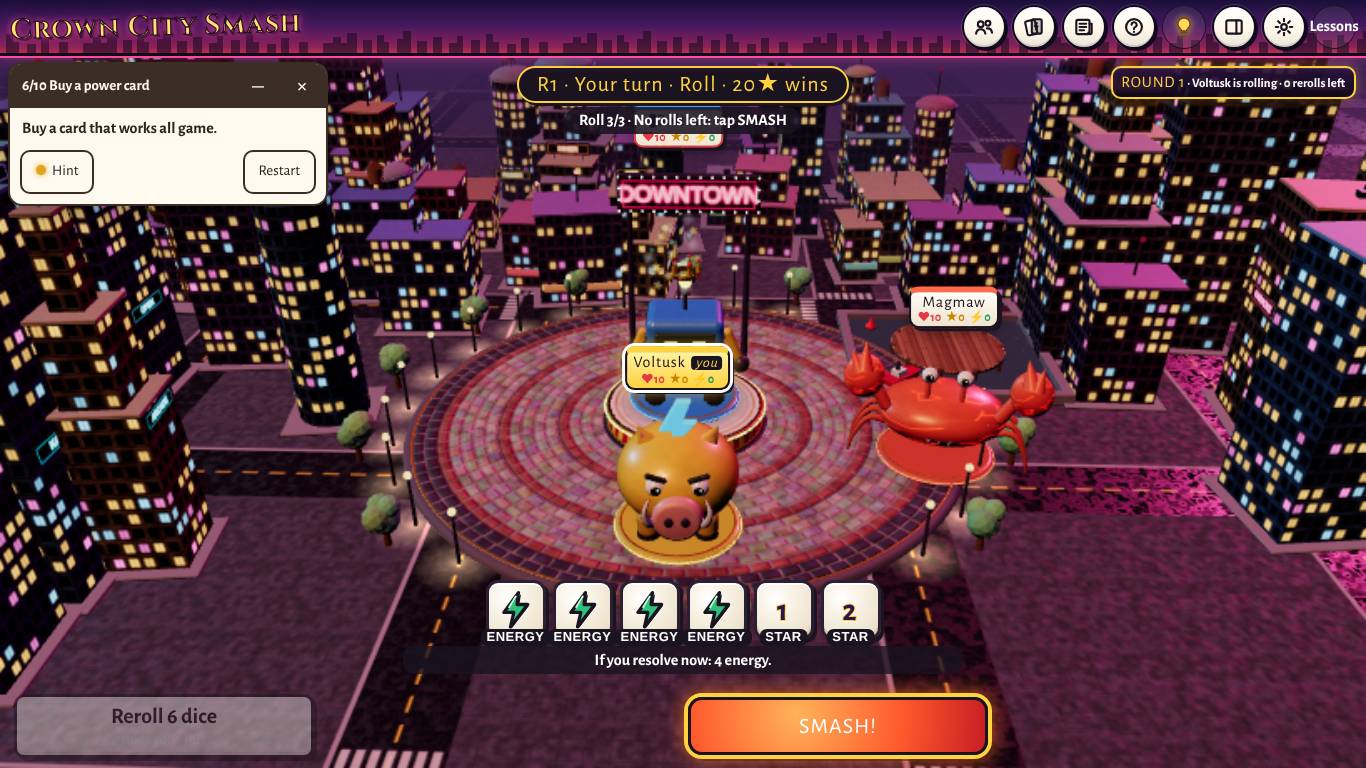 CROWN CITY SMASH
Lessons
6/10 Buy a power card
Buy a card that works all game.
Hint
Restart
R1 · Your turn · Roll · 20★ wins
Roll 3/3 · No rolls left: tap SMASH
ROUND 1 · Voltusk is rolling · 0 rerolls left
10 ★0 0
DOWNTOWN
Magmaw
10 ★0 0
Voltusk you
10 ★0 0
1 2
ENERGY ENERGY ENERGY ENERGY STAR STAR
If you resolve now: 4 energy.
Reroll 6 dice
SMASH!